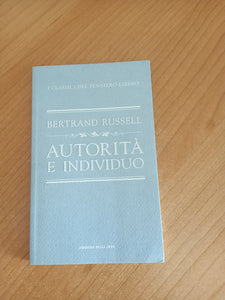 I CLASSICI DEL PENSIERO LIBERO
BERTRAND RUSSELL
AUTORITÀ
E INDIVIDUO